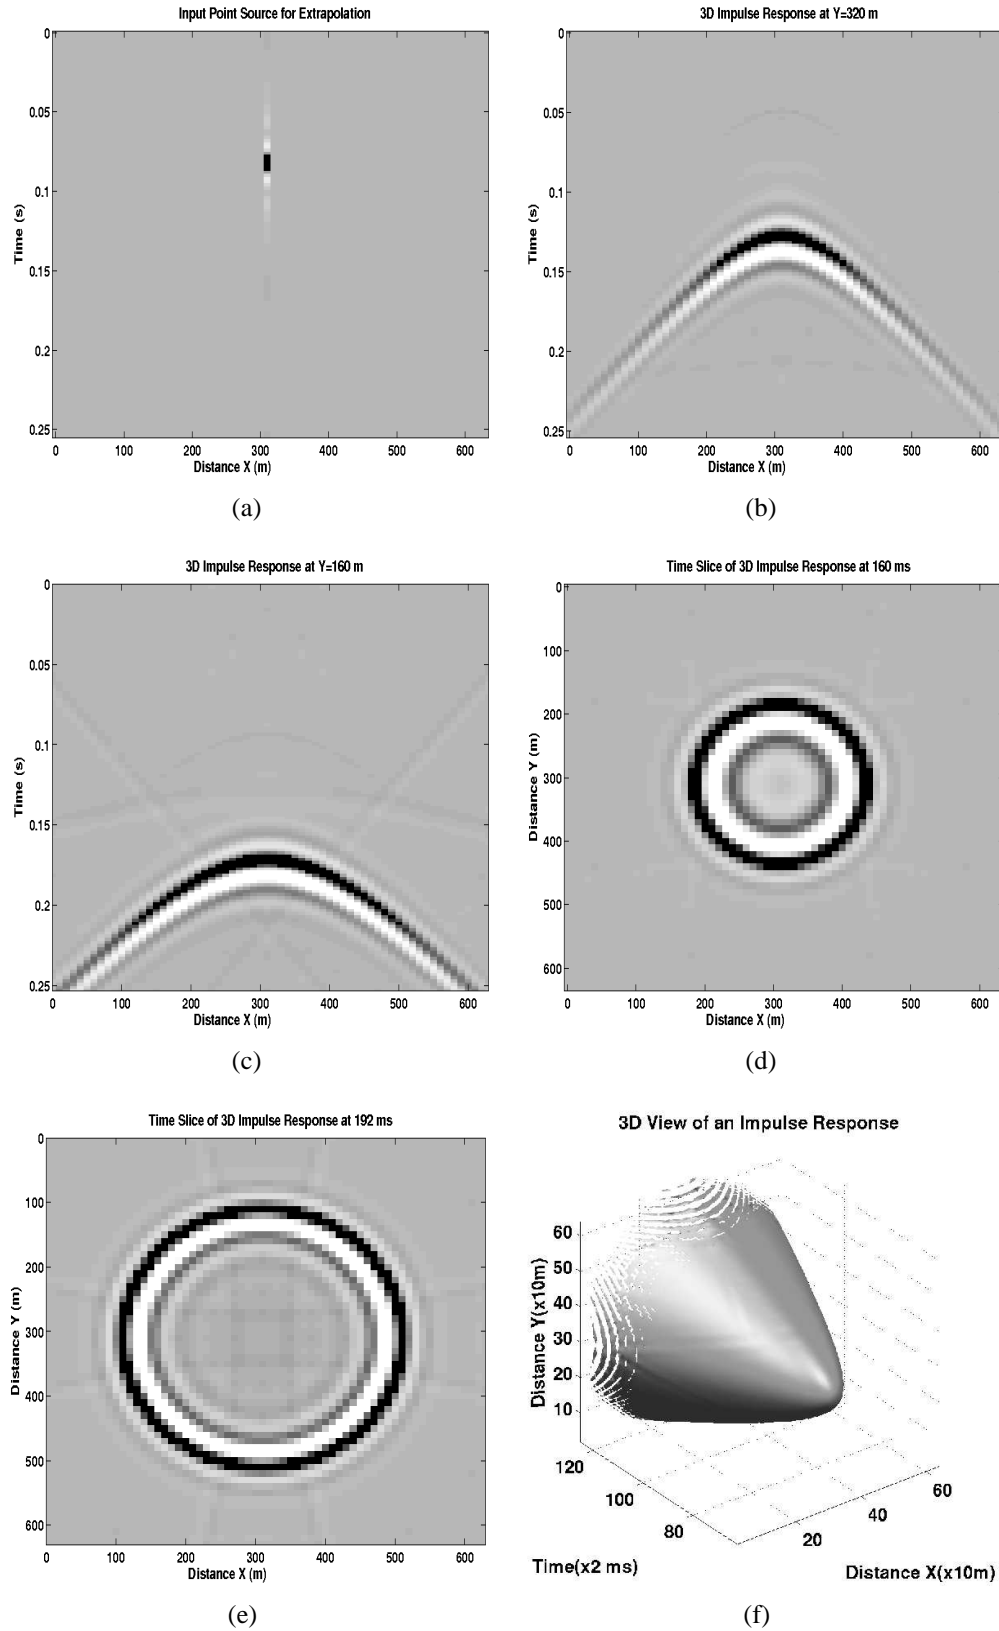 Input Point Source for Extrapolation
0
0.05
0.1
0.15
0.2
0.25
Time (s)
0 100 200 300 400 500 600
Distance X (m)
(a)
3D Impulse Response at Y=320 m
0
0.05
0.1
0.15
0.2
0.25
Time (s)
0 100 200 300 400 500 600
Distance X (m)
(b)
3D Impulse Response at Y=160 m
0
0.05
0.1
0.15
0.2
0.25
Time (s)
0 100 200 300 400 500 600
Distance X (m)
(c)
Time Slice of 3D Impulse Response at 160 ms
0
100
200
300
400
500
600
Distance Y (m)
0 100 200 300 400 500 600
Distance X (m)
(d)
Time Slice of 3D Impulse Response at 192 ms
0
100
200
300
400
500
600
Distance Y (m)
0 100 200 300 400 500 600
Distance X (m)
(e)
3D View of an Impulse Response
60
50
40
30
20
10
Distance Y(x10m)
120
100
80
Time(x2 ms)
20
40
60
Distance X(x10m)
(f)